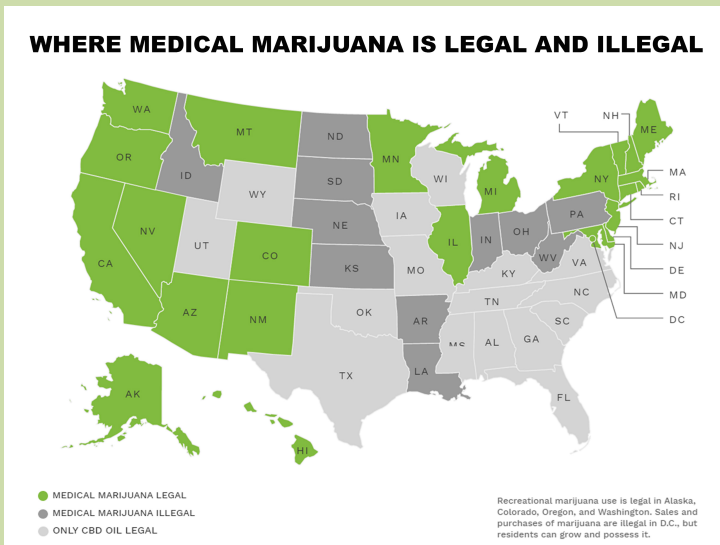 WHERE MEDICAL MARIJUANA IS LEGAL AND ILLEGAL
WA
MT
ND
MN
VT
NH
ME
OR
ID
SD
WI
MI
NY
MA
WY
RI
NV
UT
NE
IA
IL
IN
OH
PA
CT
CA
CO
KS
MO
KY
WV
VA
NJ
DE
AZ
NM
OK
AR
TN
NC
MD
DC
TX
LA
MS
AL
GA
SC
FL
AK
HI
MEDICAL MARIJUANA LEGAL
MEDICAL MARIJUANA ILLEGAL
ONLY CBD OIL LEGAL
Recreational marijuana use is legal in Alaska,
Colorado, Oregon, and Washington. Sales and
purchases of marijuana are illegal in D.C., but
residents can grow and possess it.